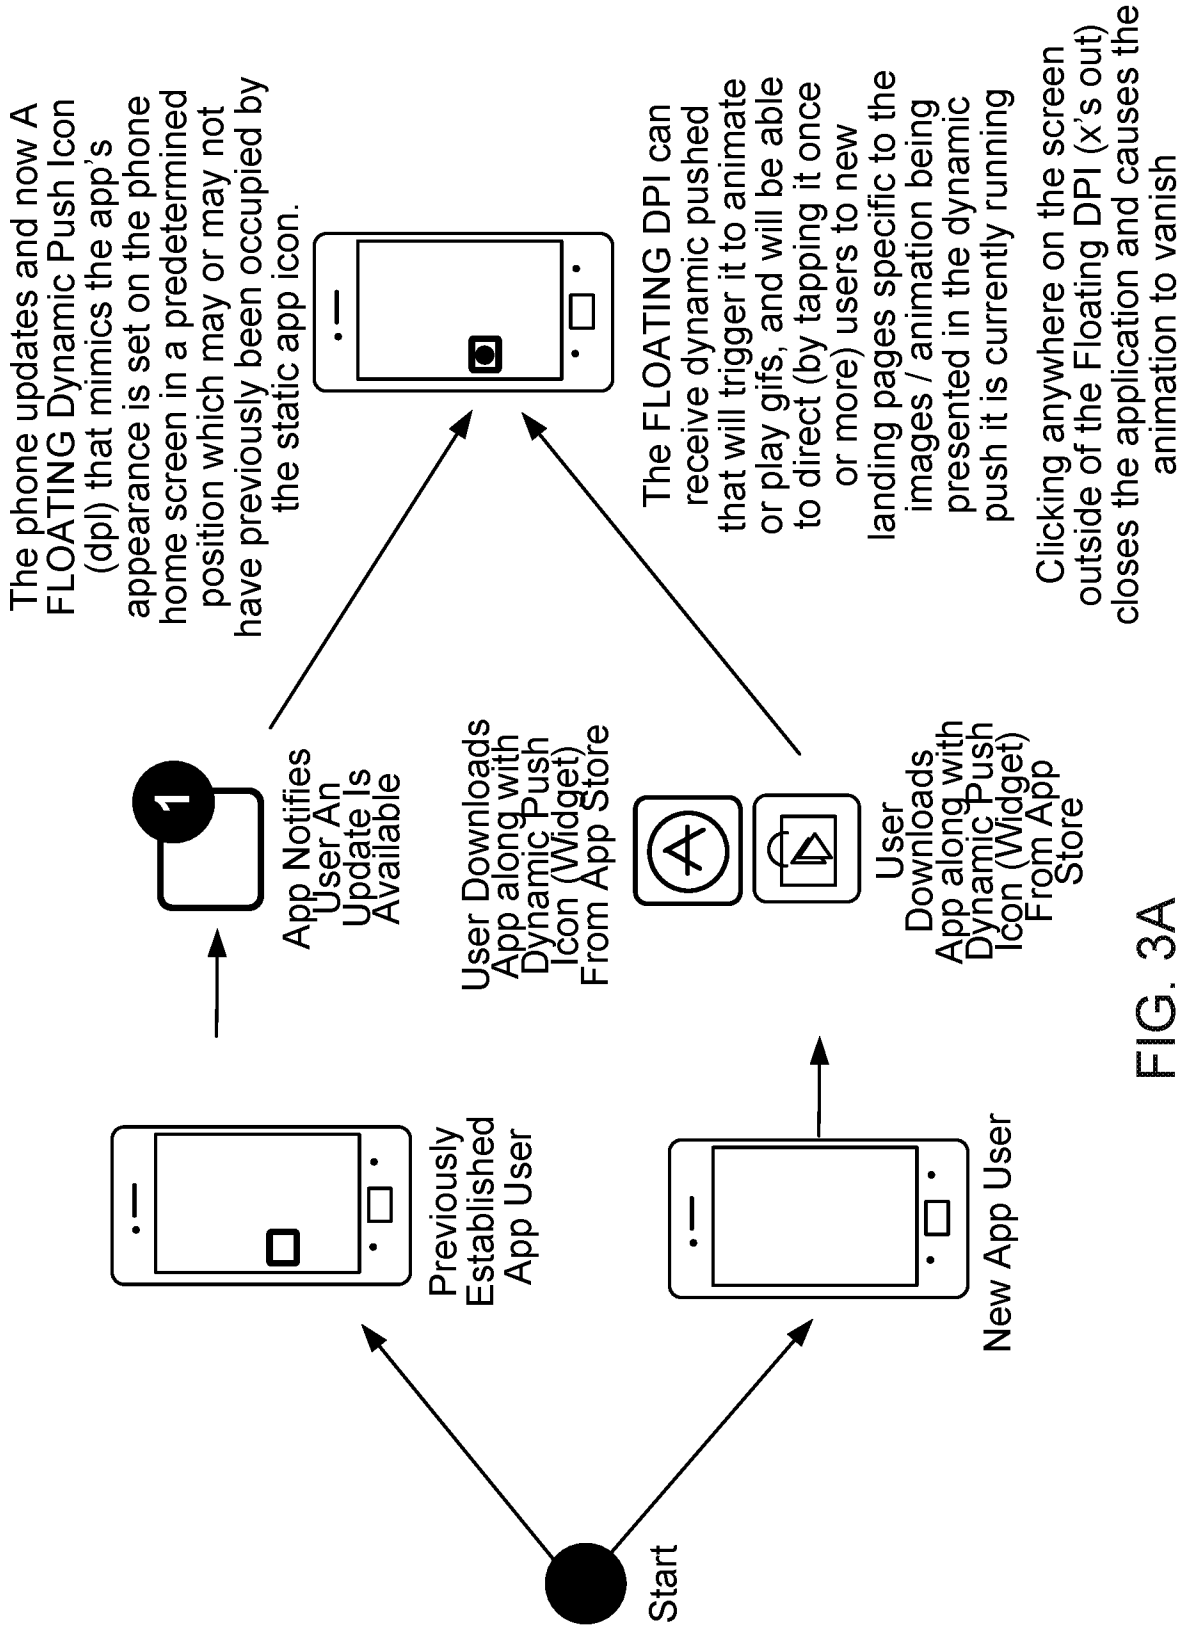 Start
Previously
Established
App User
New App User
1
App Notifies
User An
Update Is
Available
User Downloads
App along with
Dynamic Push
Icon (Widget)
From App Store
User
Downloads
App along with
Dynamic Push
Icon (Widget)
From App
Store
The phone updates and now A
FLOATING Dynamic Push Icon
(dpl) that mimics the app's
appearance is set on the phone
home screen in a predetermined
position which may or may not
have previously been occupied by
the static app icon.
The FLOATING DPI can
receive dynamic pushed
that will trigger it to animate
or play gifs, and will be able
to direct (by tapping it once
or more) users to new
landing pages specific to the
images / animation being
presented in the dynamic
push it is currently running
Clicking anywhere on the screen
outside of the Floating DPI (x's out)
closes the application and causes the
animation to vanish
FIG. 3A